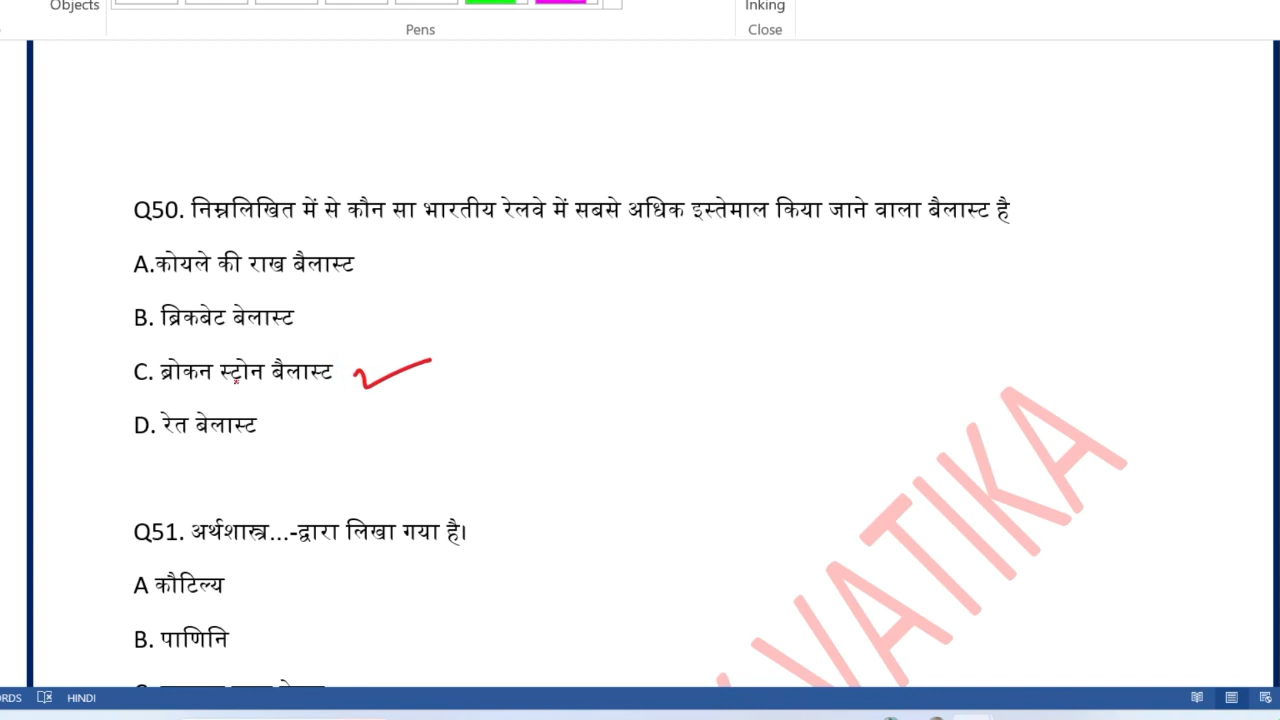 Objects
Pens
Inking
Close
Q50. निम्नलिखित में से कौन सा भारतीय रेलवे में सबसे अधिक इस्तेमाल किया जाने वाला बैलास्ट है
A.कोयले की राख बैलास्ट
B. ब्रिकबेट बेलास्ट
C. ब्रोकन स्टोन बैलास्ट
D. रेत बेलास्ट
Q51. अर्थशास्त्र...-द्वारा लिखा गया है।
A कौटिल्य
B. पाणिनि
VATIKA
HINDI